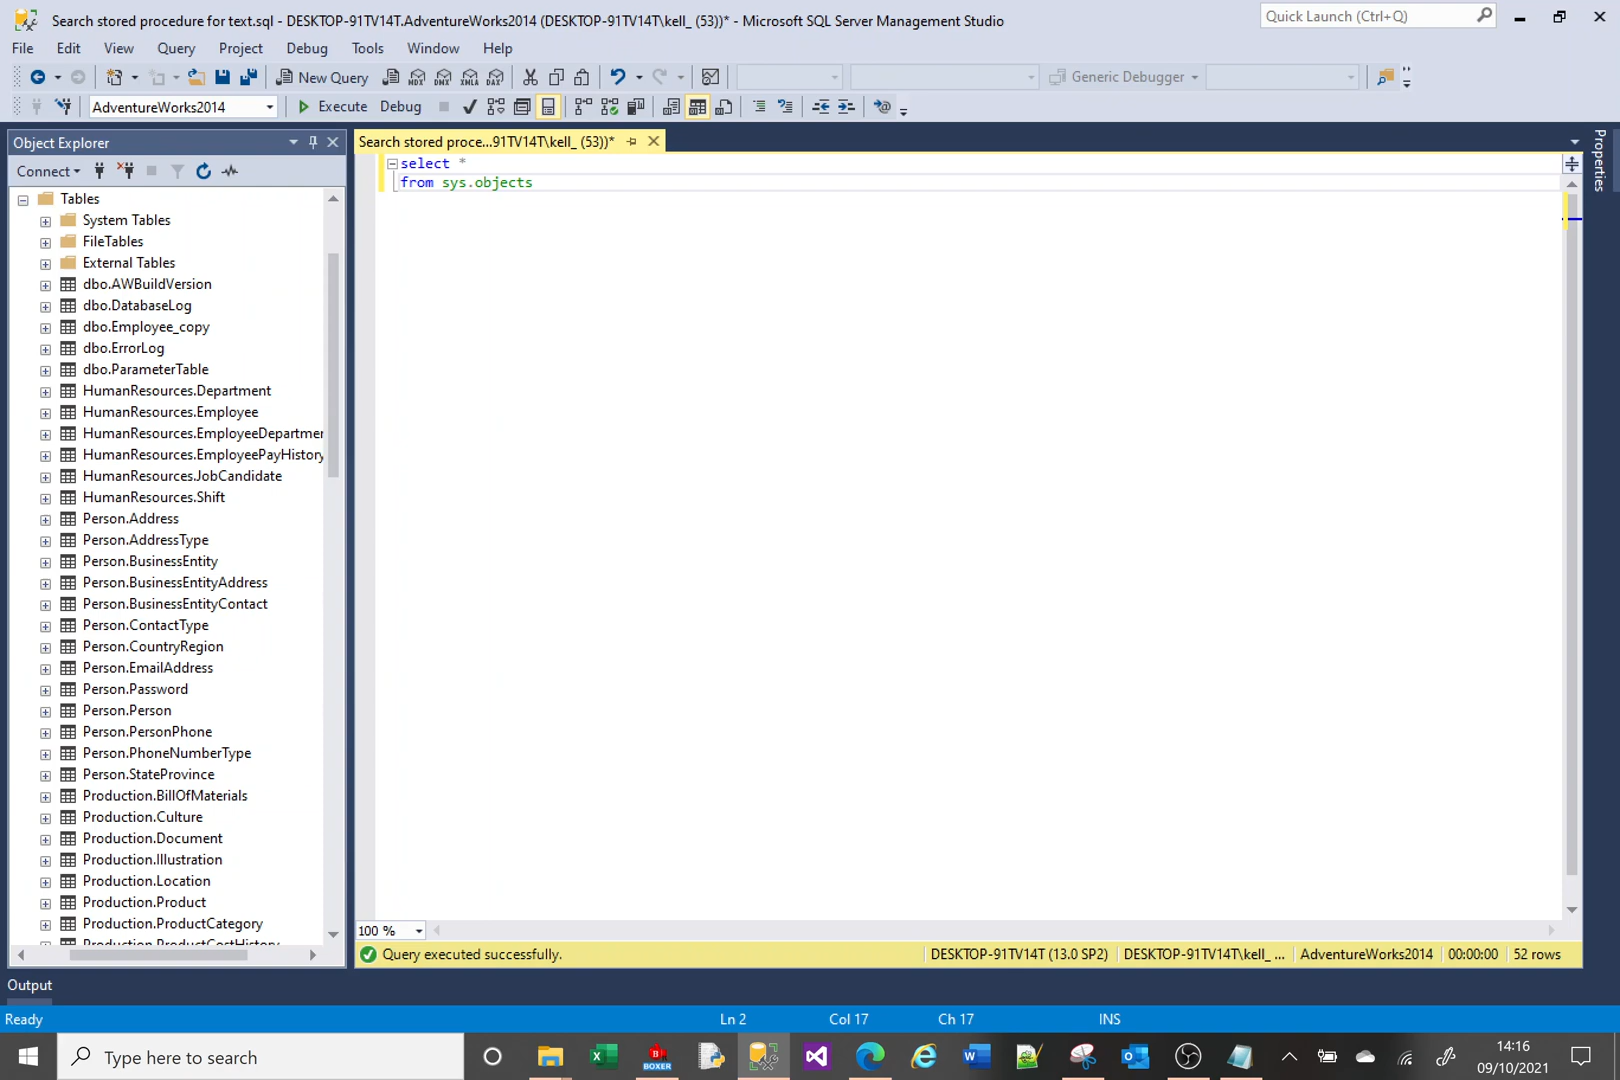 Search stored procedure for text.sql - DESKTOP-91TV14T.AdventureWorks2014 (DESKTOP-91TV14T\kell_ (53))* - Microsoft SQL Server Management Studio
Quick Launch (Ctrl+Q)
File Edit View Query Project Debug Tools Window Help
New Query MDX DMX XMLA DAX Generic Debugger
AdventureWorks2014 Execute Debug
Object Explorer
Search stored proce...91TV14T\kell_ (53))*
Properties
Connect
select *
from sys.objects
Tables
System Tables
FileTables
External Tables
dbo.AWBuildVersion
dbo.DatabaseLog
dbo.Employee_copy
dbo.ErrorLog
dbo.ParameterTable
HumanResources.Department
HumanResources.Employee
HumanResources.EmployeeDepartmen
HumanResources.EmployeePayHistory
HumanResources.JobCandidate
HumanResources.Shift
Person.Address
Person.AddressType
Person.BusinessEntity
Person.BusinessEntityAddress
Person.BusinessEntityContact
Person.ContactType
Person.CountryRegion
Person.EmailAddress
Person.Password
Person.Person
Person.PersonPhone
Person.PhoneNumberType
Person.StateProvince
Production.BillOfMaterials
Production.Culture
Production.Document
Production.Illustration
Production.Location
Production.Product
Production.ProductCategory
Production.ProductCostHistory
100 %
Query executed successfully. DESKTOP-91TV14T (13.0 SP2) DESKTOP-91TV14T\kell_ ... AdventureWorks2014 00:00:00 52 rows
Output
Ready Ln 2 Col 17 Ch 17 INS
Type here to search
BOXER
14:16
09/10/2021